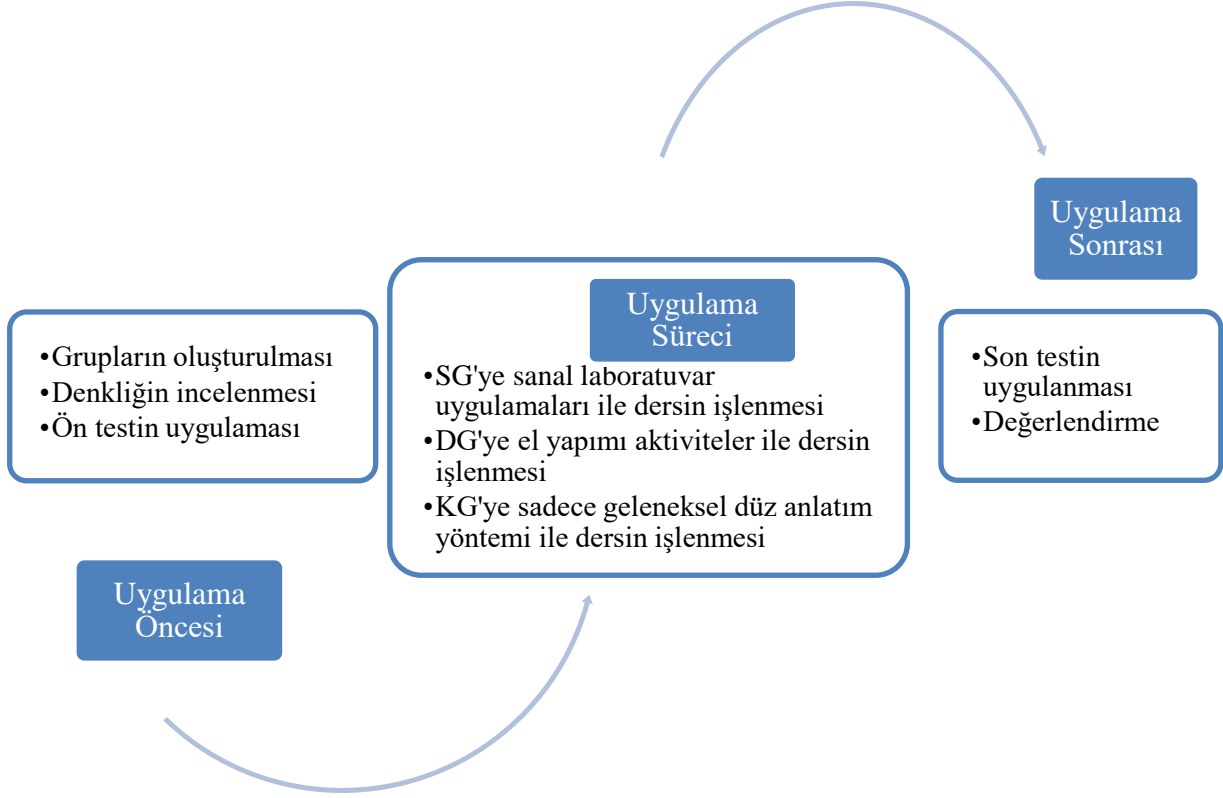 •Grupların oluşturulması
•Denkliğin incelenmesi
•Ön testin uygulaması
Uygulama
Öncesi
Uygulama
Süreci
•SG'ye sanal laboratuvar
uygulamaları ile dersin işlenmesi
•DG'ye el yapımı aktiviteler ile dersin
işlenmesi
•KG'ye sadece geleneksel düz anlatım
yöntemi ile dersin işlenmesi
Uygulama
Sonrası
•Son testin
uygulanması
•Değerlendirme